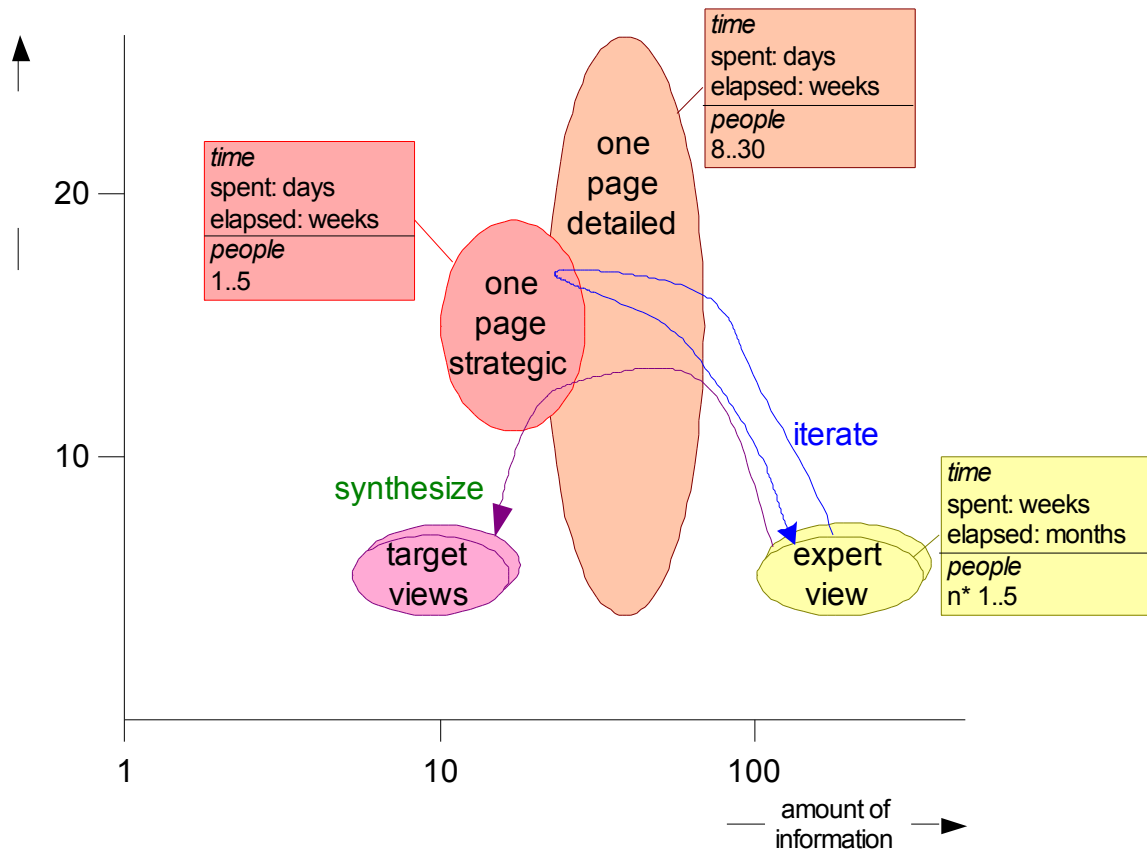 time
spent: days
elapsed: weeks
people
8..30
time
spent: days
elapsed: weeks
people
1..5
one
page
detailed
20
one
page
strategic
iterate
10
synthesize
time
spent: weeks
elapsed: months
people
n* 1..5
target
views
expert
view
1
10
100
amount of
information